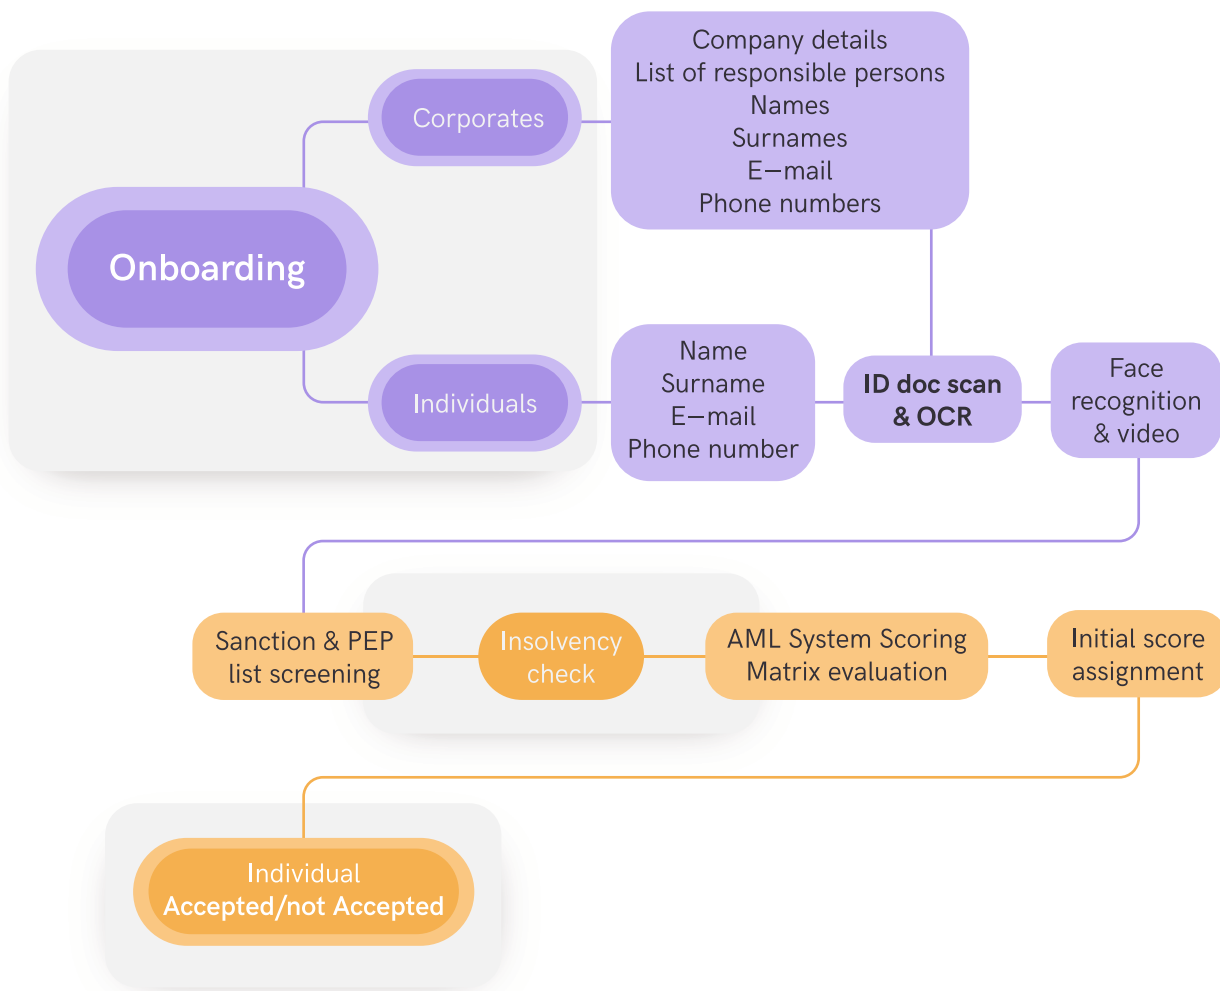 Company details
List of responsible persons
Names
Surnames
E—mail
Phone numbers
Corporates
Onboarding
Individuals
Name
Surname
E—mail
Phone number
ID doc scan
& OCR
Face
recognition
& video
Sanction & PEP
list screening
Insolvency
check
AML System Scoring
Matrix evaluation
Initial score
assignment
Individual
Accepted/not Accepted